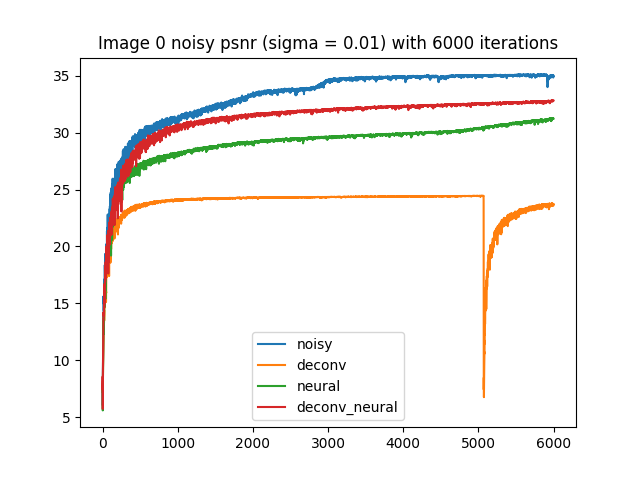 Image 0 noisy psnr (sigma = 0.01) with 6000 iterations
35
30
25
20
15
10
5
noisy
deconv
neural
deconv_neural
0 1000 2000 3000 4000 5000 6000